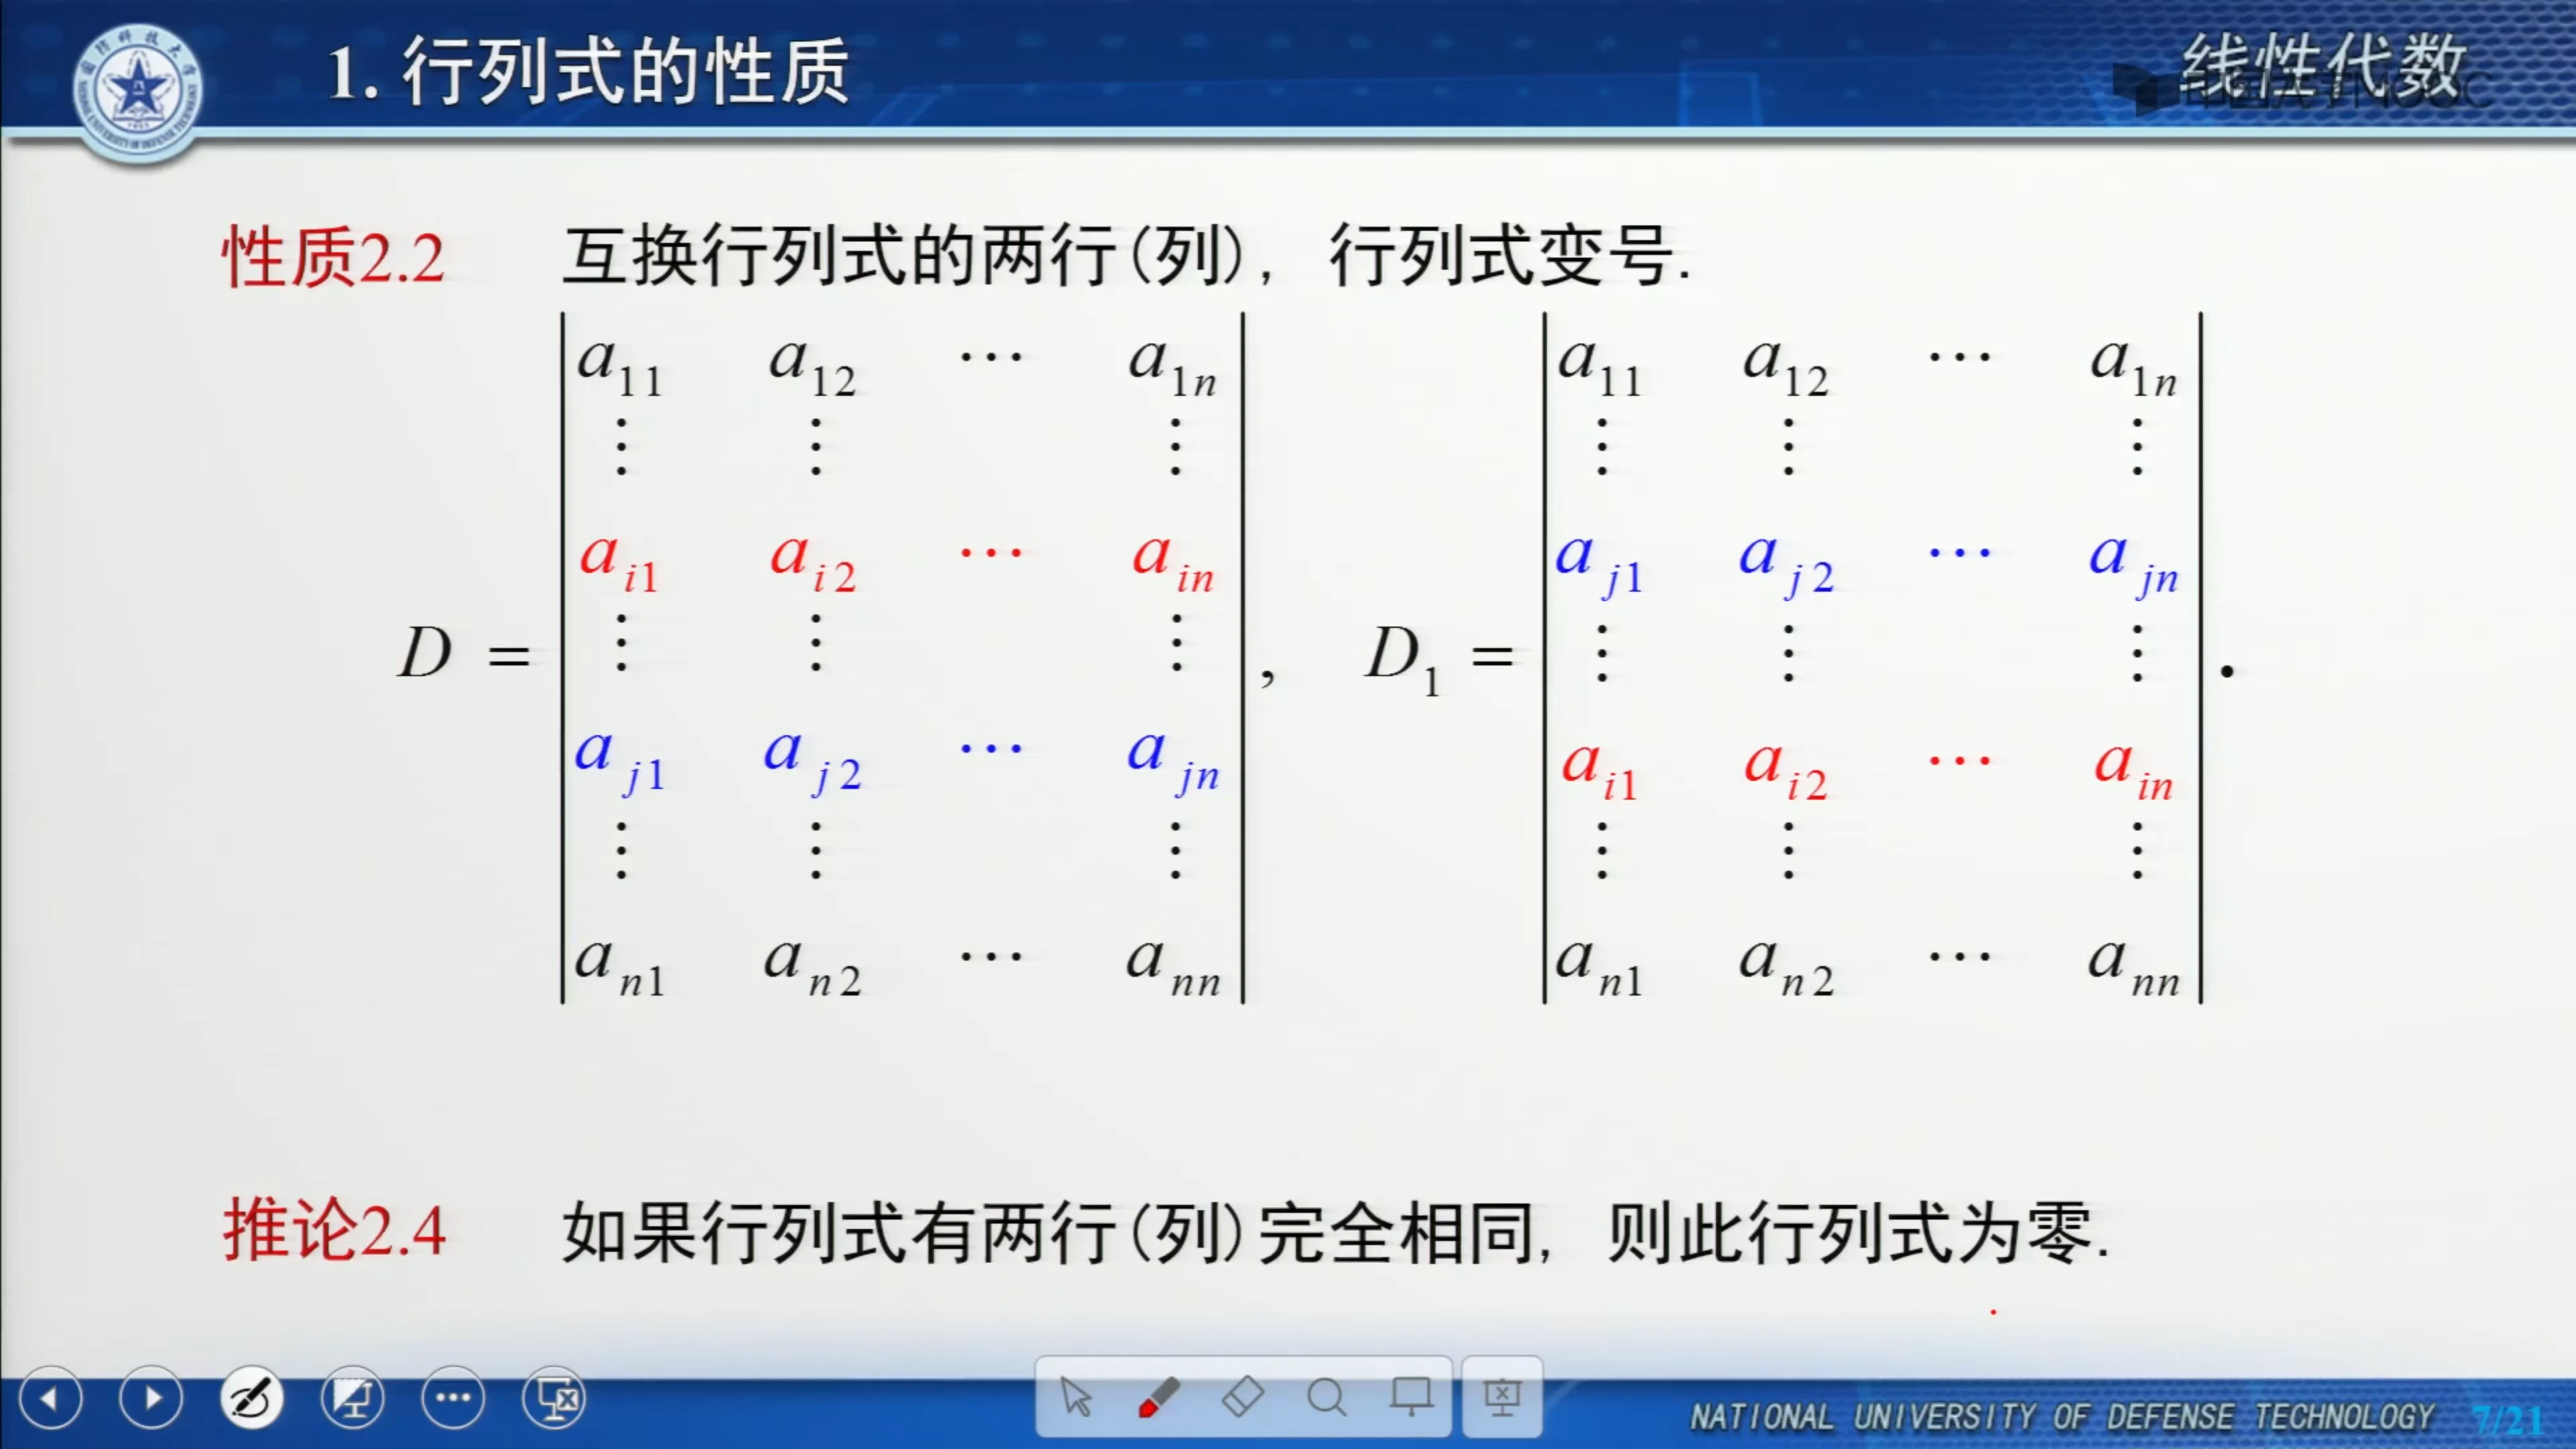 1. 行列式的性质
线性代数
性质2.2 互换行列式的两行(列), 行列式变号.
a11 a12 ⋯ a1n
⋮ ⋮ ⋮
ai1 ai2 ⋯ ain
D = ⋮ ⋮ ⋮ ,
aj1 aj2 ⋯ ajn
⋮ ⋮ ⋮
an1 an2 ⋯ ann
a11 a12 ⋯ a1n
⋮ ⋮ ⋮
aj1 aj2 ⋯ ajn
D1 = ⋮ ⋮ ⋮ .
ai1 ai2 ⋯ ain
⋮ ⋮ ⋮
an1 an2 ⋯ ann
推论2.4 如果行列式有两行(列)完全相同, 则此行列式为零.
NATIONAL UNIVERSITY OF DEFENSE TECHNOLOGY 7/21